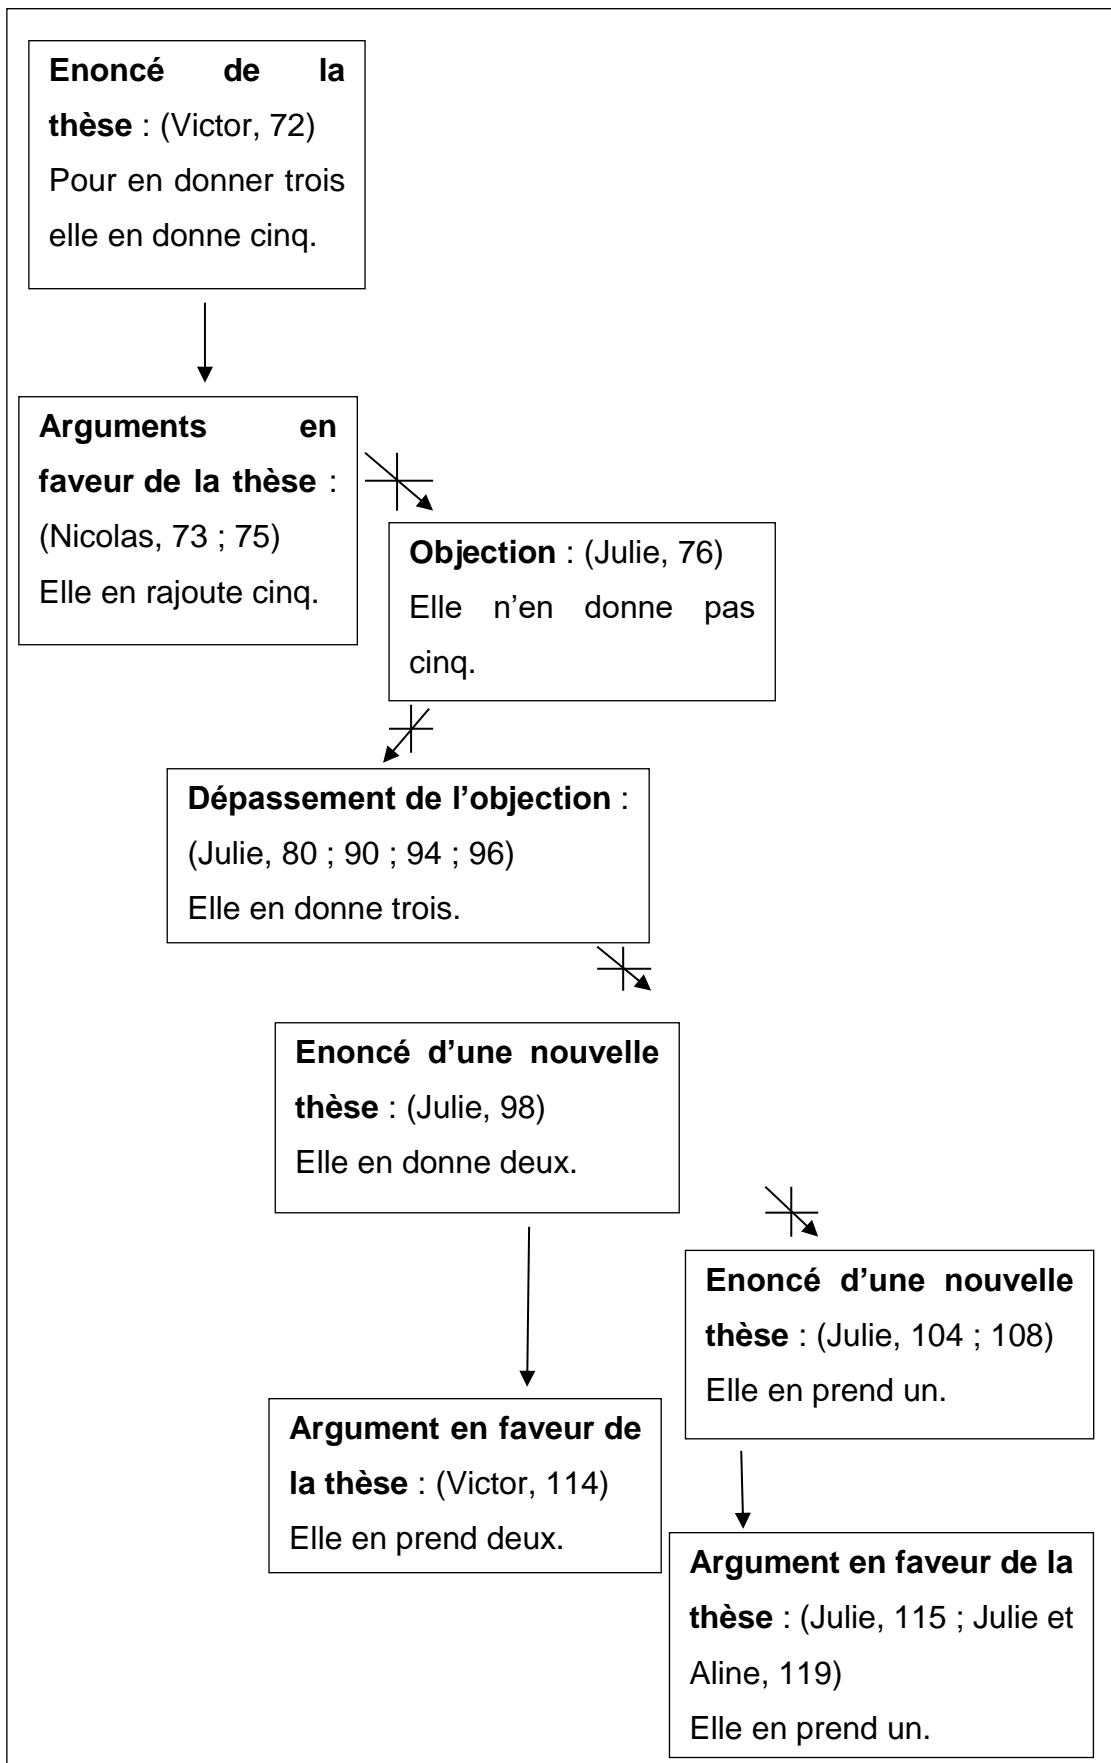 Enoncé de la
thèse : (Victor, 72)
Pour en donner trois
elle en donne cinq.
Arguments en
faveur de la thèse :
(Nicolas, 73 ; 75)
Elle en rajoute cinq.
Objection : (Julie, 76)
Elle n’en donne pas
cinq.
Dépassement de l’objection :
(Julie, 80 ; 90 ; 94 ; 96)
Elle en donne trois.
Enoncé d’une nouvelle
thèse : (Julie, 98)
Elle en donne deux.
Enoncé d’une nouvelle
thèse : (Julie, 104 ; 108)
Elle en prend un.
Argument en faveur de
la thèse : (Victor, 114)
Elle en prend deux.
Argument en faveur de la
thèse : (Julie, 115 ; Julie et
Aline, 119)
Elle en prend un.